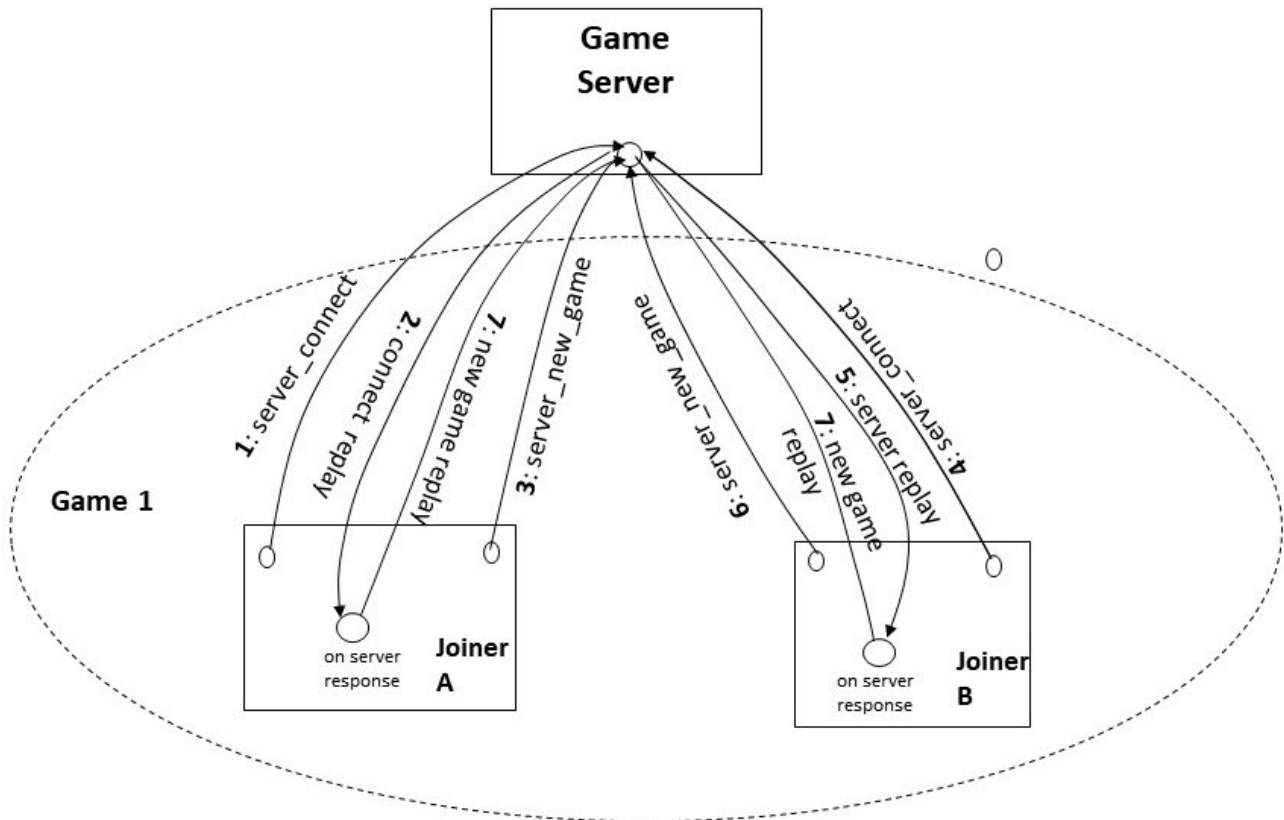 Game
Server
1: server_connect
2: connect replay
7: new game replay
3: server_new_game
6: server_new_game
7: new game
replay
5: server replay
4: server_connect
Game 1
on server
response
Joiner
A
on server
response
Joiner
B